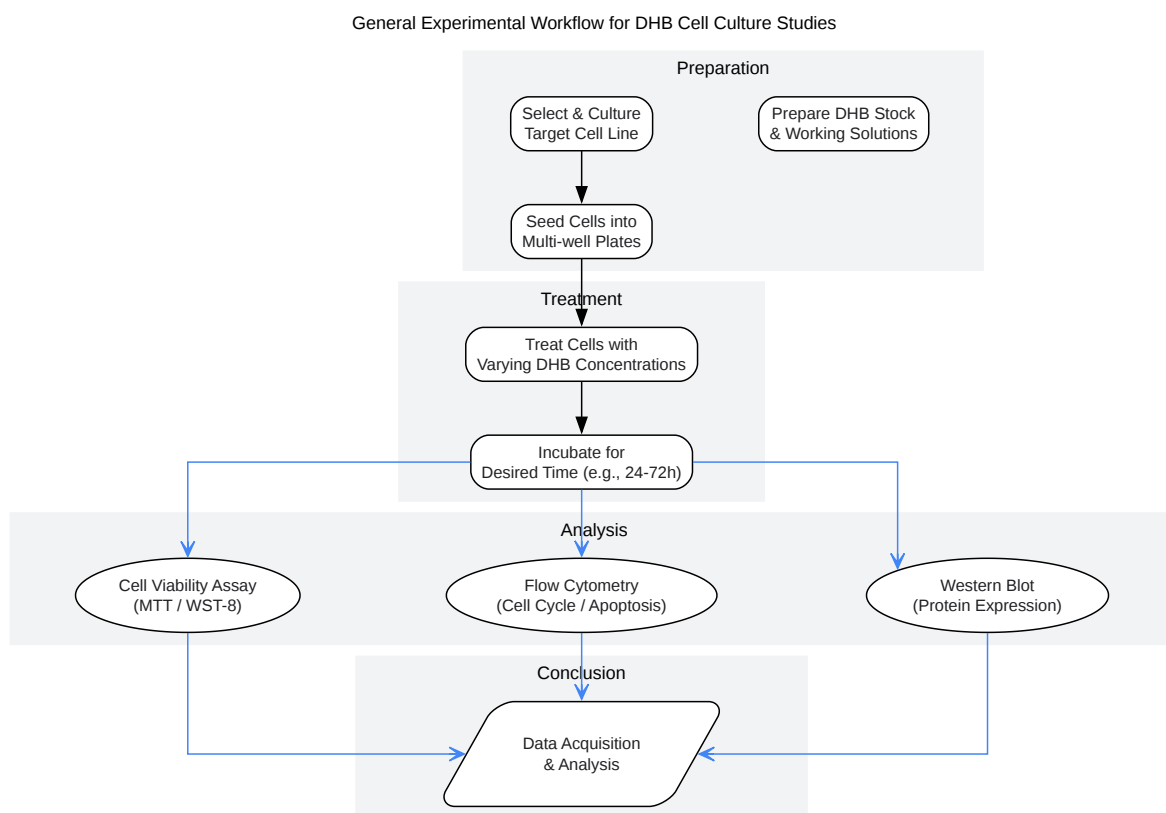 General Experimental Workflow for DHB Cell Culture Studies
Preparation
Select & Culture
Target Cell Line
Prepare DHB Stock
& Working Solutions
Seed Cells into
Multi-well Plates
Treatment
Treat Cells with
Varying DHB Concentrations
Incubate for
Desired Time (e.g., 24-72h)
Analysis
Cell Viability Assay
(MTT / WST-8)
Flow Cytometry
(Cell Cycle / Apoptosis)
Western Blot
(Protein Expression)
Conclusion
Data Acquisition
& Analysis